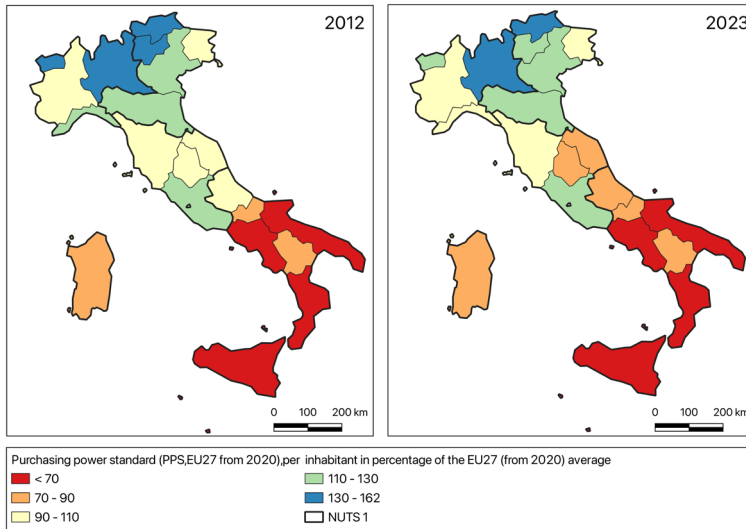 2012
2023
0 100 200 km
0 100 200 km
Purchasing power standard (PPS,EU27 from 2020),per inhabitant in percentage of the EU27 (from 2020) average
< 70
70 - 90
90 - 110
110 - 130
130 - 162
NUTS 1